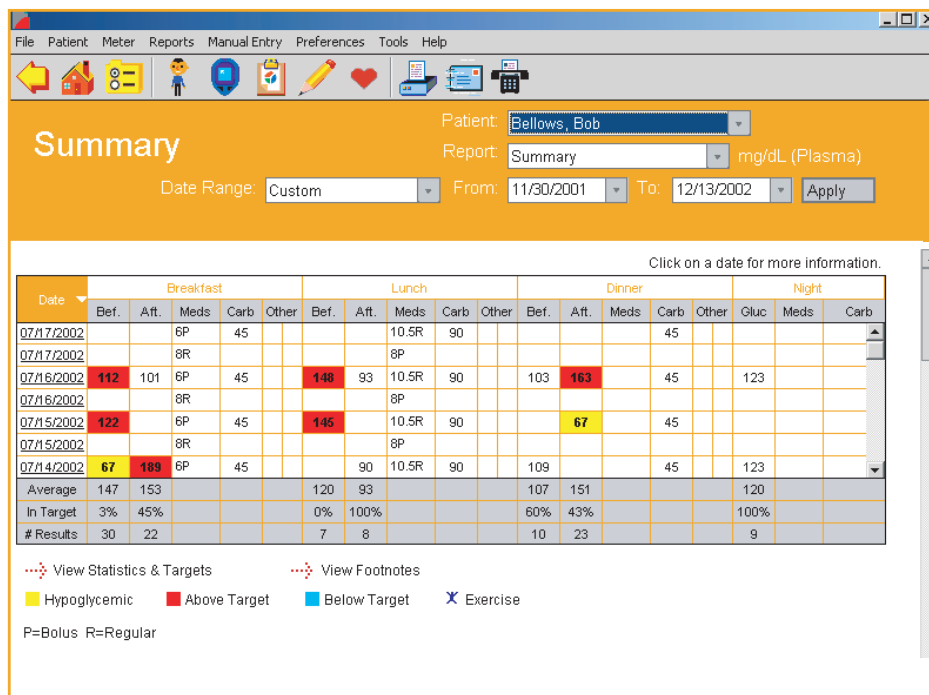 File Patient Meter Reports Manual Entry Preferences Tools Help
Summary
Patient: Bellows, Bob
Report: Summary mg/dL (Plasma)
Date Range: Custom From: 11/30/2001 To: 12/13/2002 Apply
Click on a date for more information.
Date Breakfast Lunch Dinner Night
Bef. Aft. Meds Carb Other Bef. Aft. Meds Carb Other Bef. Aft. Meds Carb Other Gluc Meds Carb
07/17/2002 6P 45 10.5R 90 45
07/17/2002 8R 8P
07/16/2002 112 101 6P 45 148 93 10.5R 90 103 163 45 123
07/16/2002 8R 8P
07/15/2002 122 6P 45 145 10.5R 90 67 45
07/15/2002 8R 8P
07/14/2002 67 189 6P 45 90 10.5R 90 109 45 123
Average 147 153 120 93 107 151 120
In Target 3% 45% 0% 100% 60% 43% 100%
# Results 30 22 7 8 10 23 9
View Statistics & Targets View Footnotes
Hypoglycemic Above Target Below Target Exercise
P=Bolus R=Regular